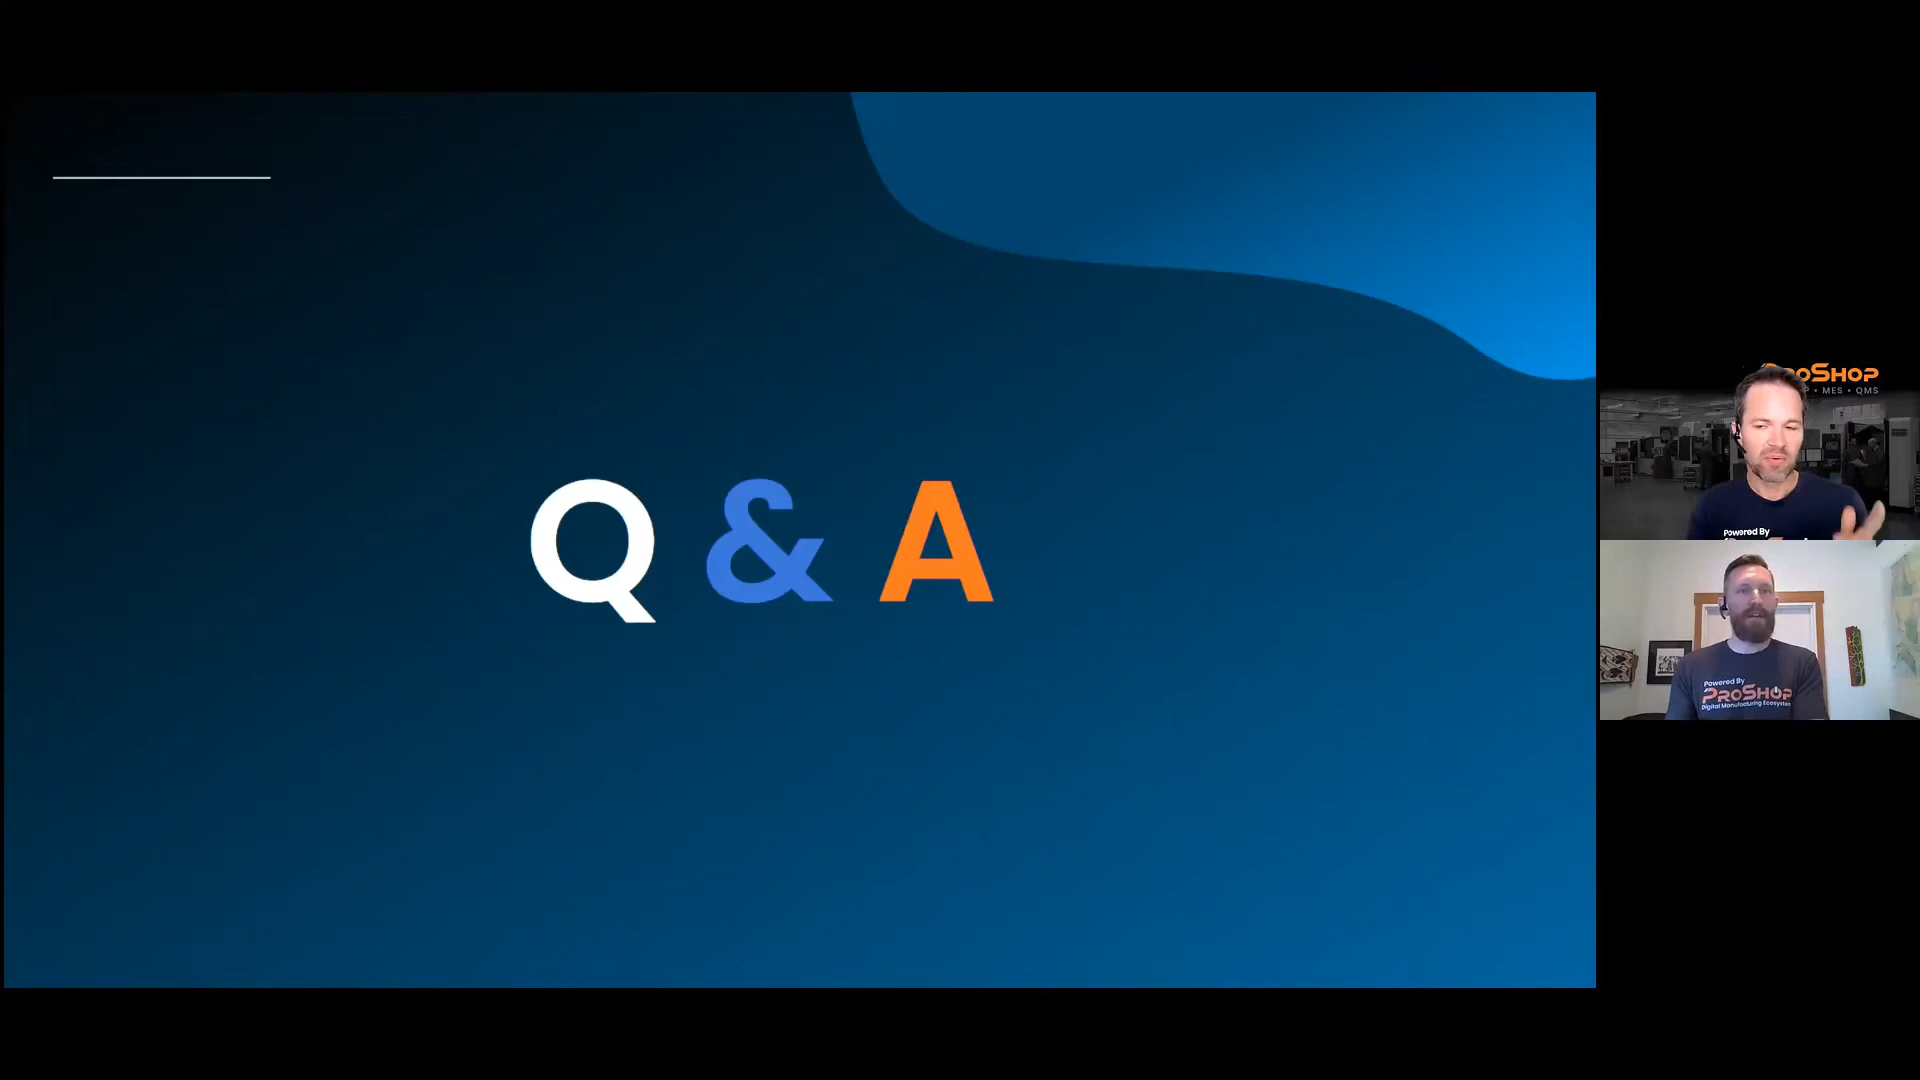 Q & A
ProShop
• MES • QMS
Powered By
Powered By
ProShop
Digital Manufacturing Ecosystem